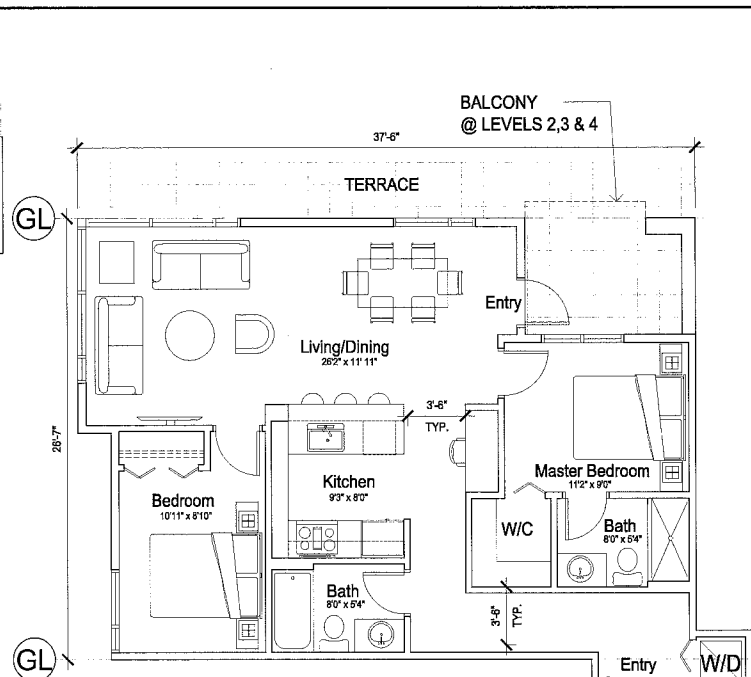 BALCONY
@ LEVELS 2,3 & 4
37'-6"
TERRACE
GL
Entry
Living/Dining
26'2" x 11' 11"
3'-6"
TYP.
26'-7"
Kitchen
9'3" x 8'0"
Master Bedroom
11'2" x 9'0"
Bedroom
10'11" x 8'10"
W/C
Bath
8'0" x 5'4"
Bath
8'0" x 5'4"
3'-6"
TYP.
GL
Entry
W/D